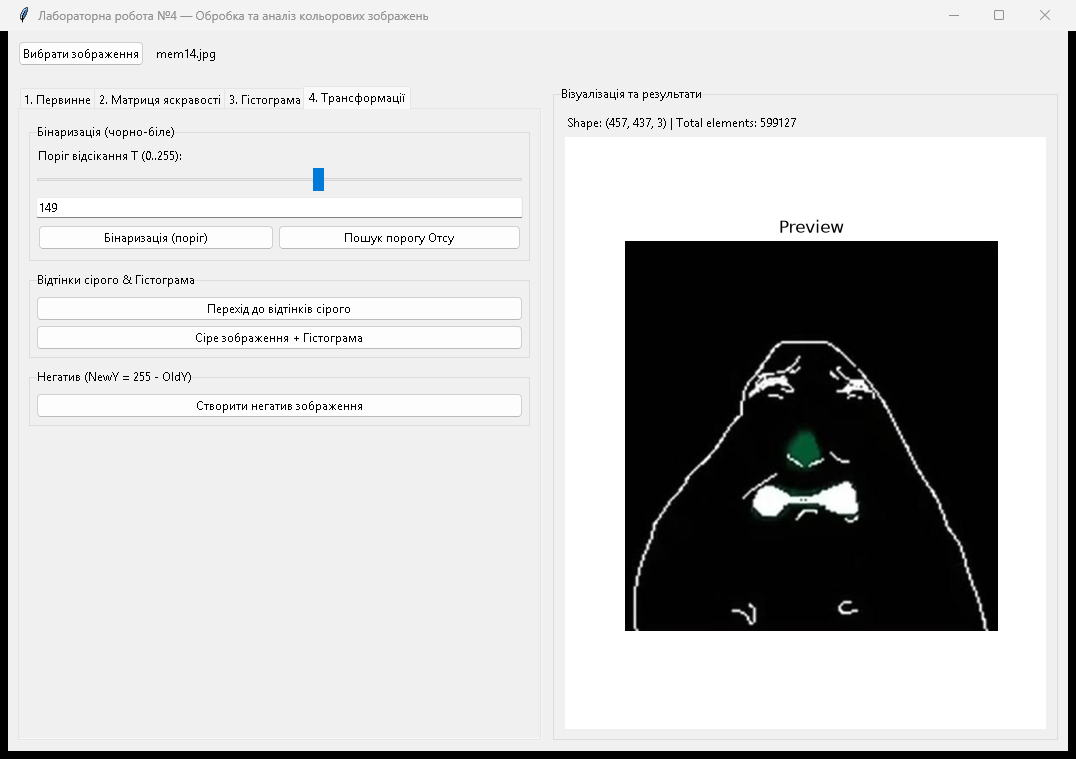 Лабораторна робота №4 — Обробка та аналіз кольорових зображень
Вибрати зображення mem14.jpg
1. Первинне 2. Матриця яскравості 3. Гістограма 4. Трансформації
Бінаризація (чорно-біле)
Поріг відсікання T (0..255):
149
Бінаризація (поріг) Пошук порогу Отсу
Відтінки сірого & Гістограма
Перехід до відтінків сірого
Сіре зображення + Гістограма
Негатив (NewY = 255 - OldY)
Створити негатив зображення
Візуалізація та результати
Shape: (457, 437, 3) | Total elements: 599127
Preview